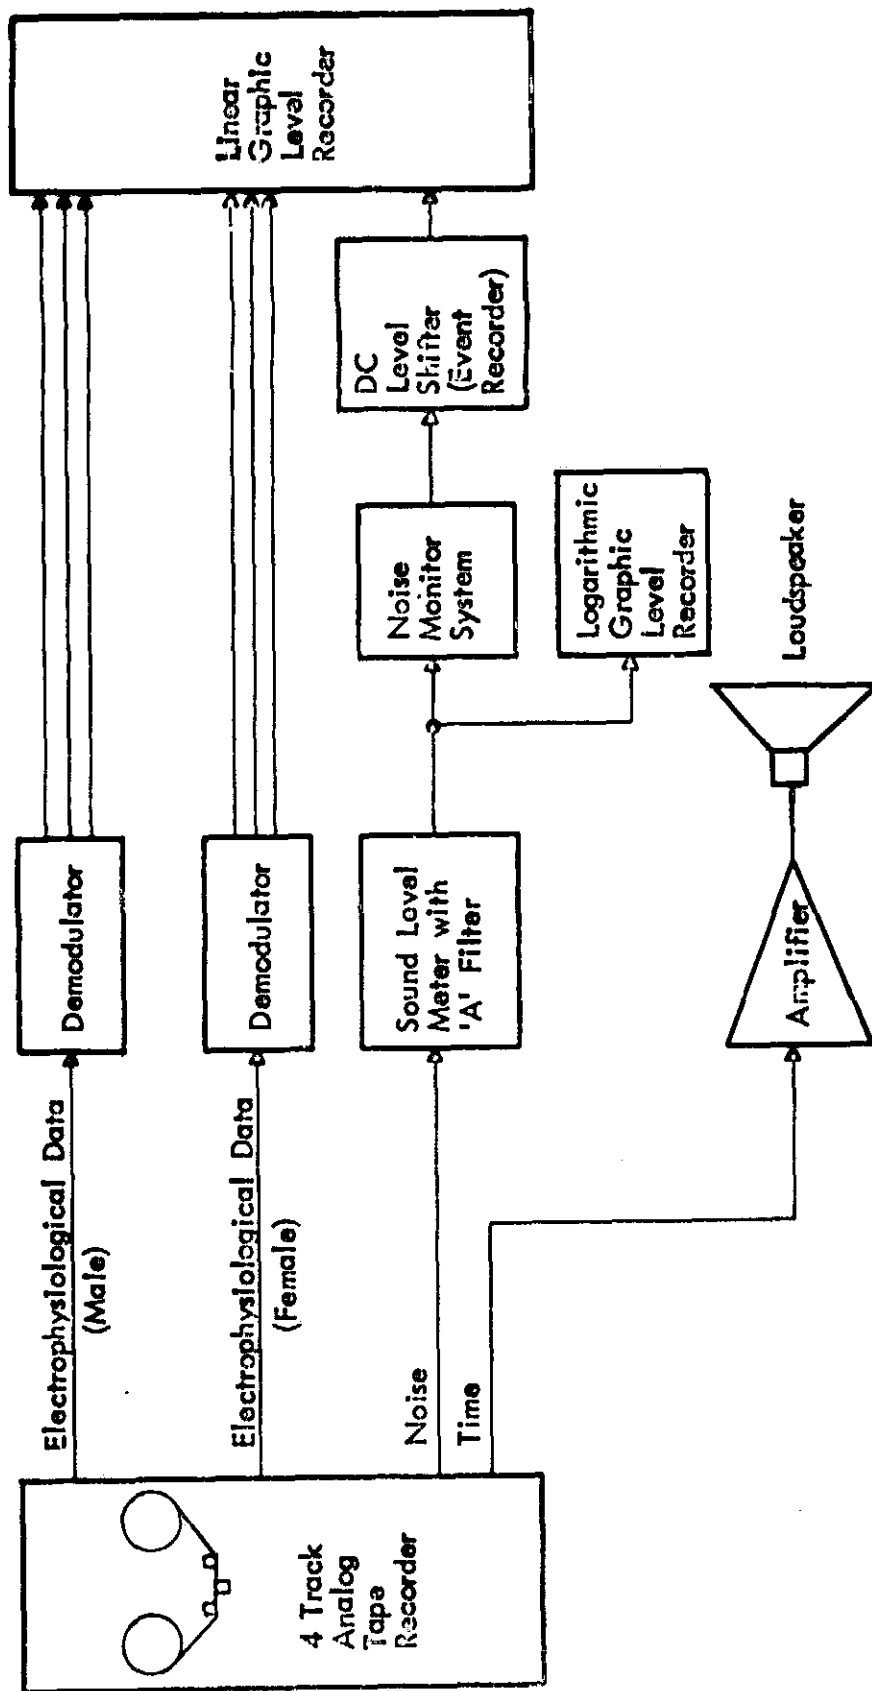 4 Track
Analog
Tape
Recorder
Electrophysiological Data
(Male)
Electrophysiological Data
(Female)
Noise
Time
Demodulator
Demodulator
Sound Level
Meter with
'A' Filter
Amplifier
Noise
Monitor
System
Logarithmic
Graphic
Level
Recorder
Loudspeaker
DC
Level
Shifter
(Event
Recorder)
Linear
Graphic
Level
Recorder